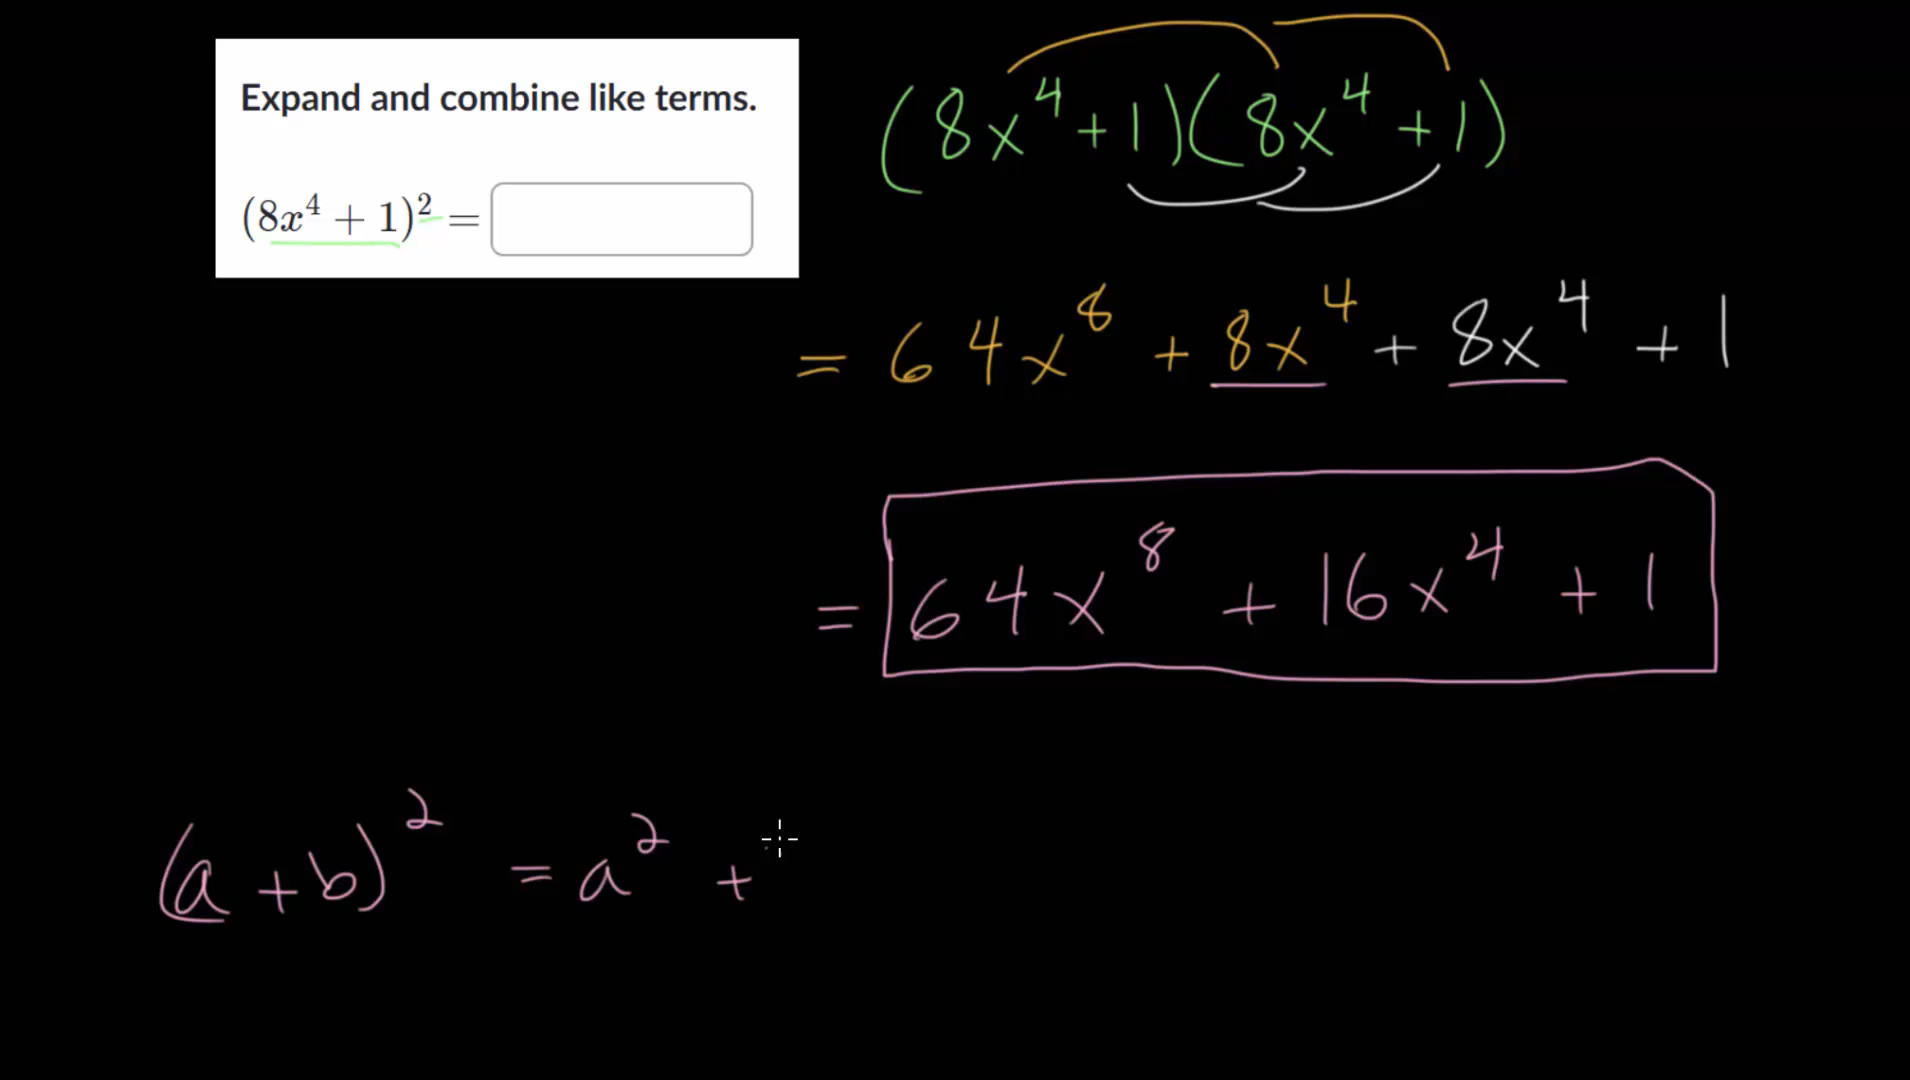 Expand and combine like terms.
(8x⁴ + 1)² =
(8x⁴ + 1)(8x⁴ + 1)
= 64x⁸ + 8x⁴ + 8x⁴ + 1
= 64x⁸ + 16x⁴ + 1
(a + b)² = a² +